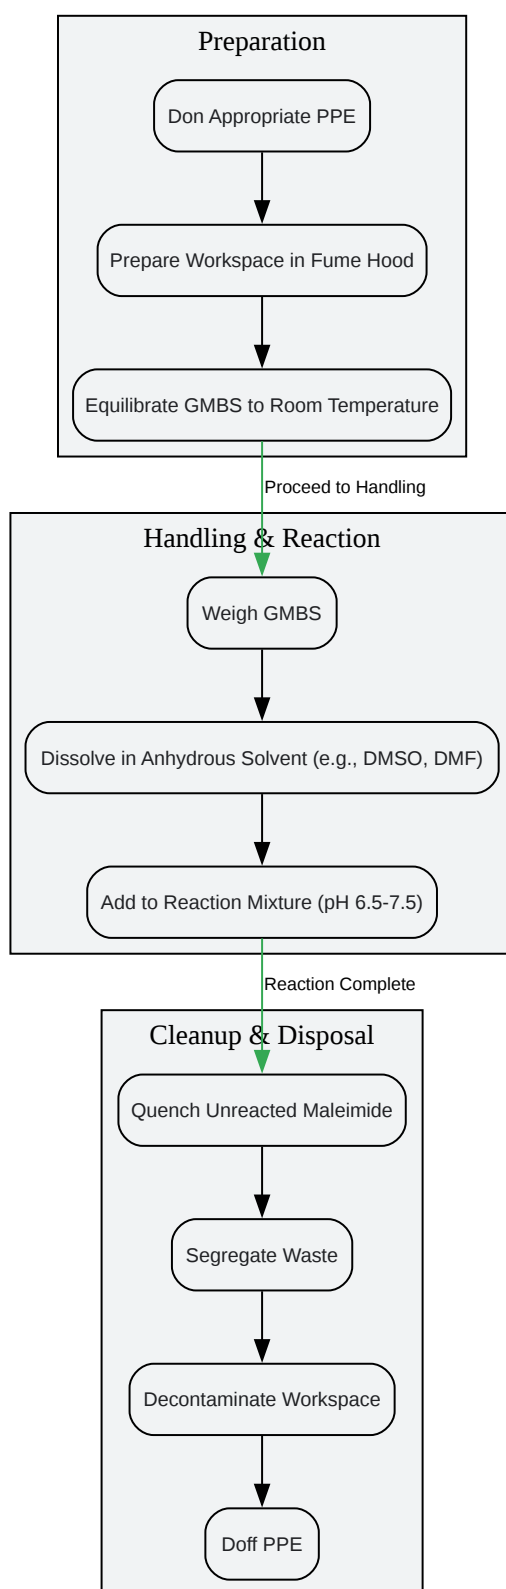 Preparation
Don Appropriate PPE
Prepare Workspace in Fume Hood
Equilibrate GMBS to Room Temperature
Proceed to Handling
Handling & Reaction
Weigh GMBS
Dissolve in Anhydrous Solvent (e.g., DMSO, DMF)
Add to Reaction Mixture (pH 6.5-7.5)
Reaction Complete
Cleanup & Disposal
Quench Unreacted Maleimide
Segregate Waste
Decontaminate Workspace
Doff PPE